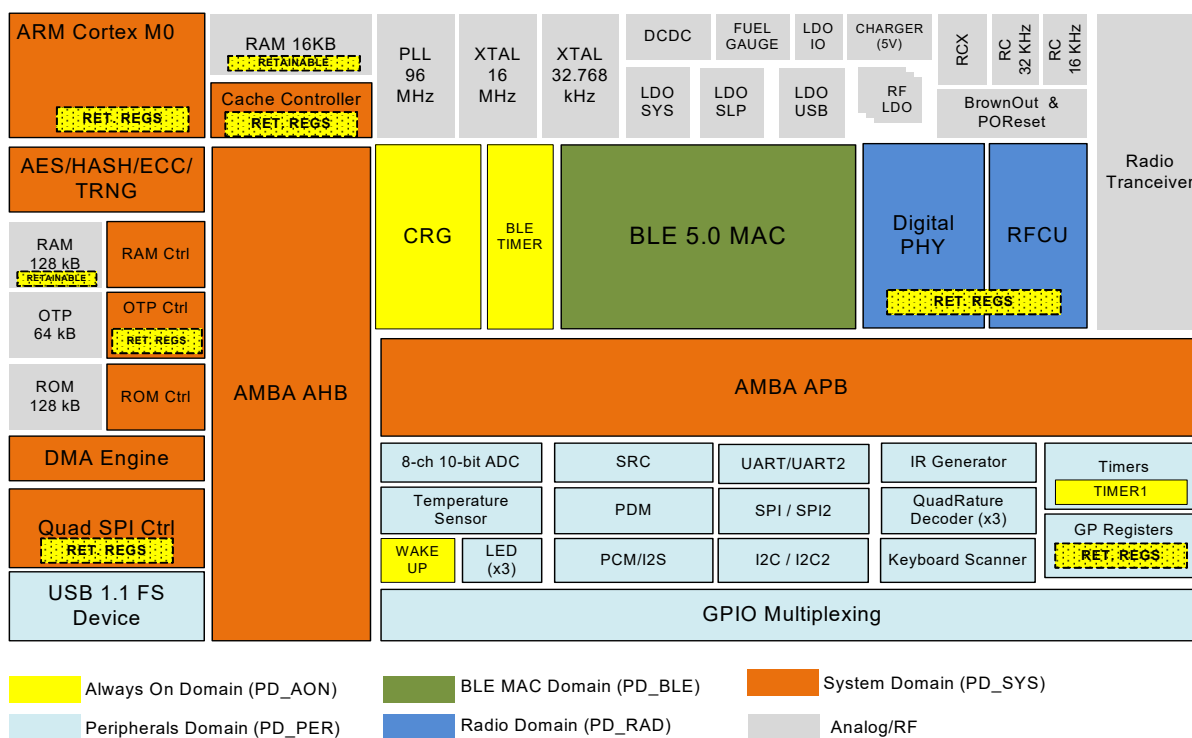 ARM Cortex M0
RET. REGS
RAM 16KB
RETAINABLE
Cache Controller
RET. REGS
PLL
96
MHz
XTAL
16
MHz
XTAL
32.768
kHz
DCDC
FUEL
GAUGE
LDO
IO
CHARGER
(5V)
LDO
SYS
LDO
SLP
LDO
USB
RF
LDO
RCX
RC
32 KHz
RC
16 KHz
BrownOut &
POReset
Radio
Tranceiver
AES/HASH/ECC/
TRNG
RAM
128 kB
RETAINABLE
RAM Ctrl
OTP
64 kB
OTP Ctrl
RET. REGS
ROM
128 kB
ROM Ctrl
DMA Engine
Quad SPI Ctrl
RET. REGS
USB 1.1 FS
Device
AMBA AHB
CRG
BLE
TIMER
BLE 5.0 MAC
Digital
PHY
RFCU
RET. REGS
AMBA APB
8-ch 10-bit ADC
SRC
UART/UART2
IR Generator
Timers
TIMER1
Temperature
Sensor
PDM
SPI / SPI2
QuadRature
Decoder (x3)
GP Registers
RET. REGS
WAKE
UP
LED
(x3)
PCM/I2S
I2C / I2C2
Keyboard Scanner
GPIO Multiplexing
Always On Domain (PD_AON)
BLE MAC Domain (PD_BLE)
System Domain (PD_SYS)
Peripherals Domain (PD_PER)
Radio Domain (PD_RAD)
Analog/RF